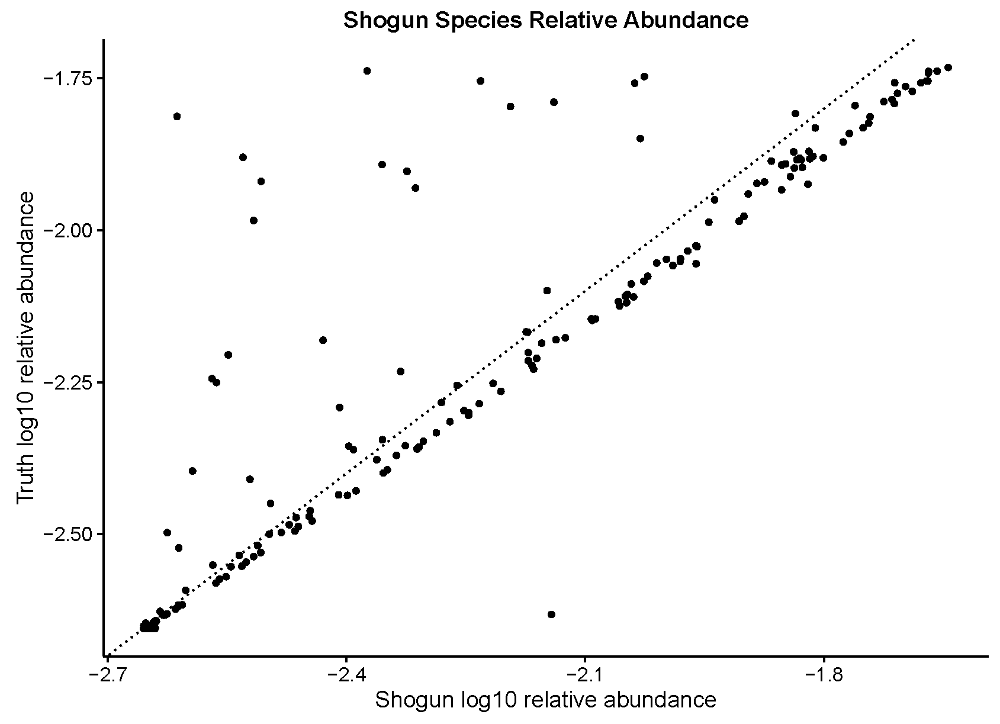 Shogun Species Relative Abundance
Truth log10 relative abundance
−1.75
−2.00
−2.25
−2.50
−2.7 −2.4 −2.1 −1.8
Shogun log10 relative abundance